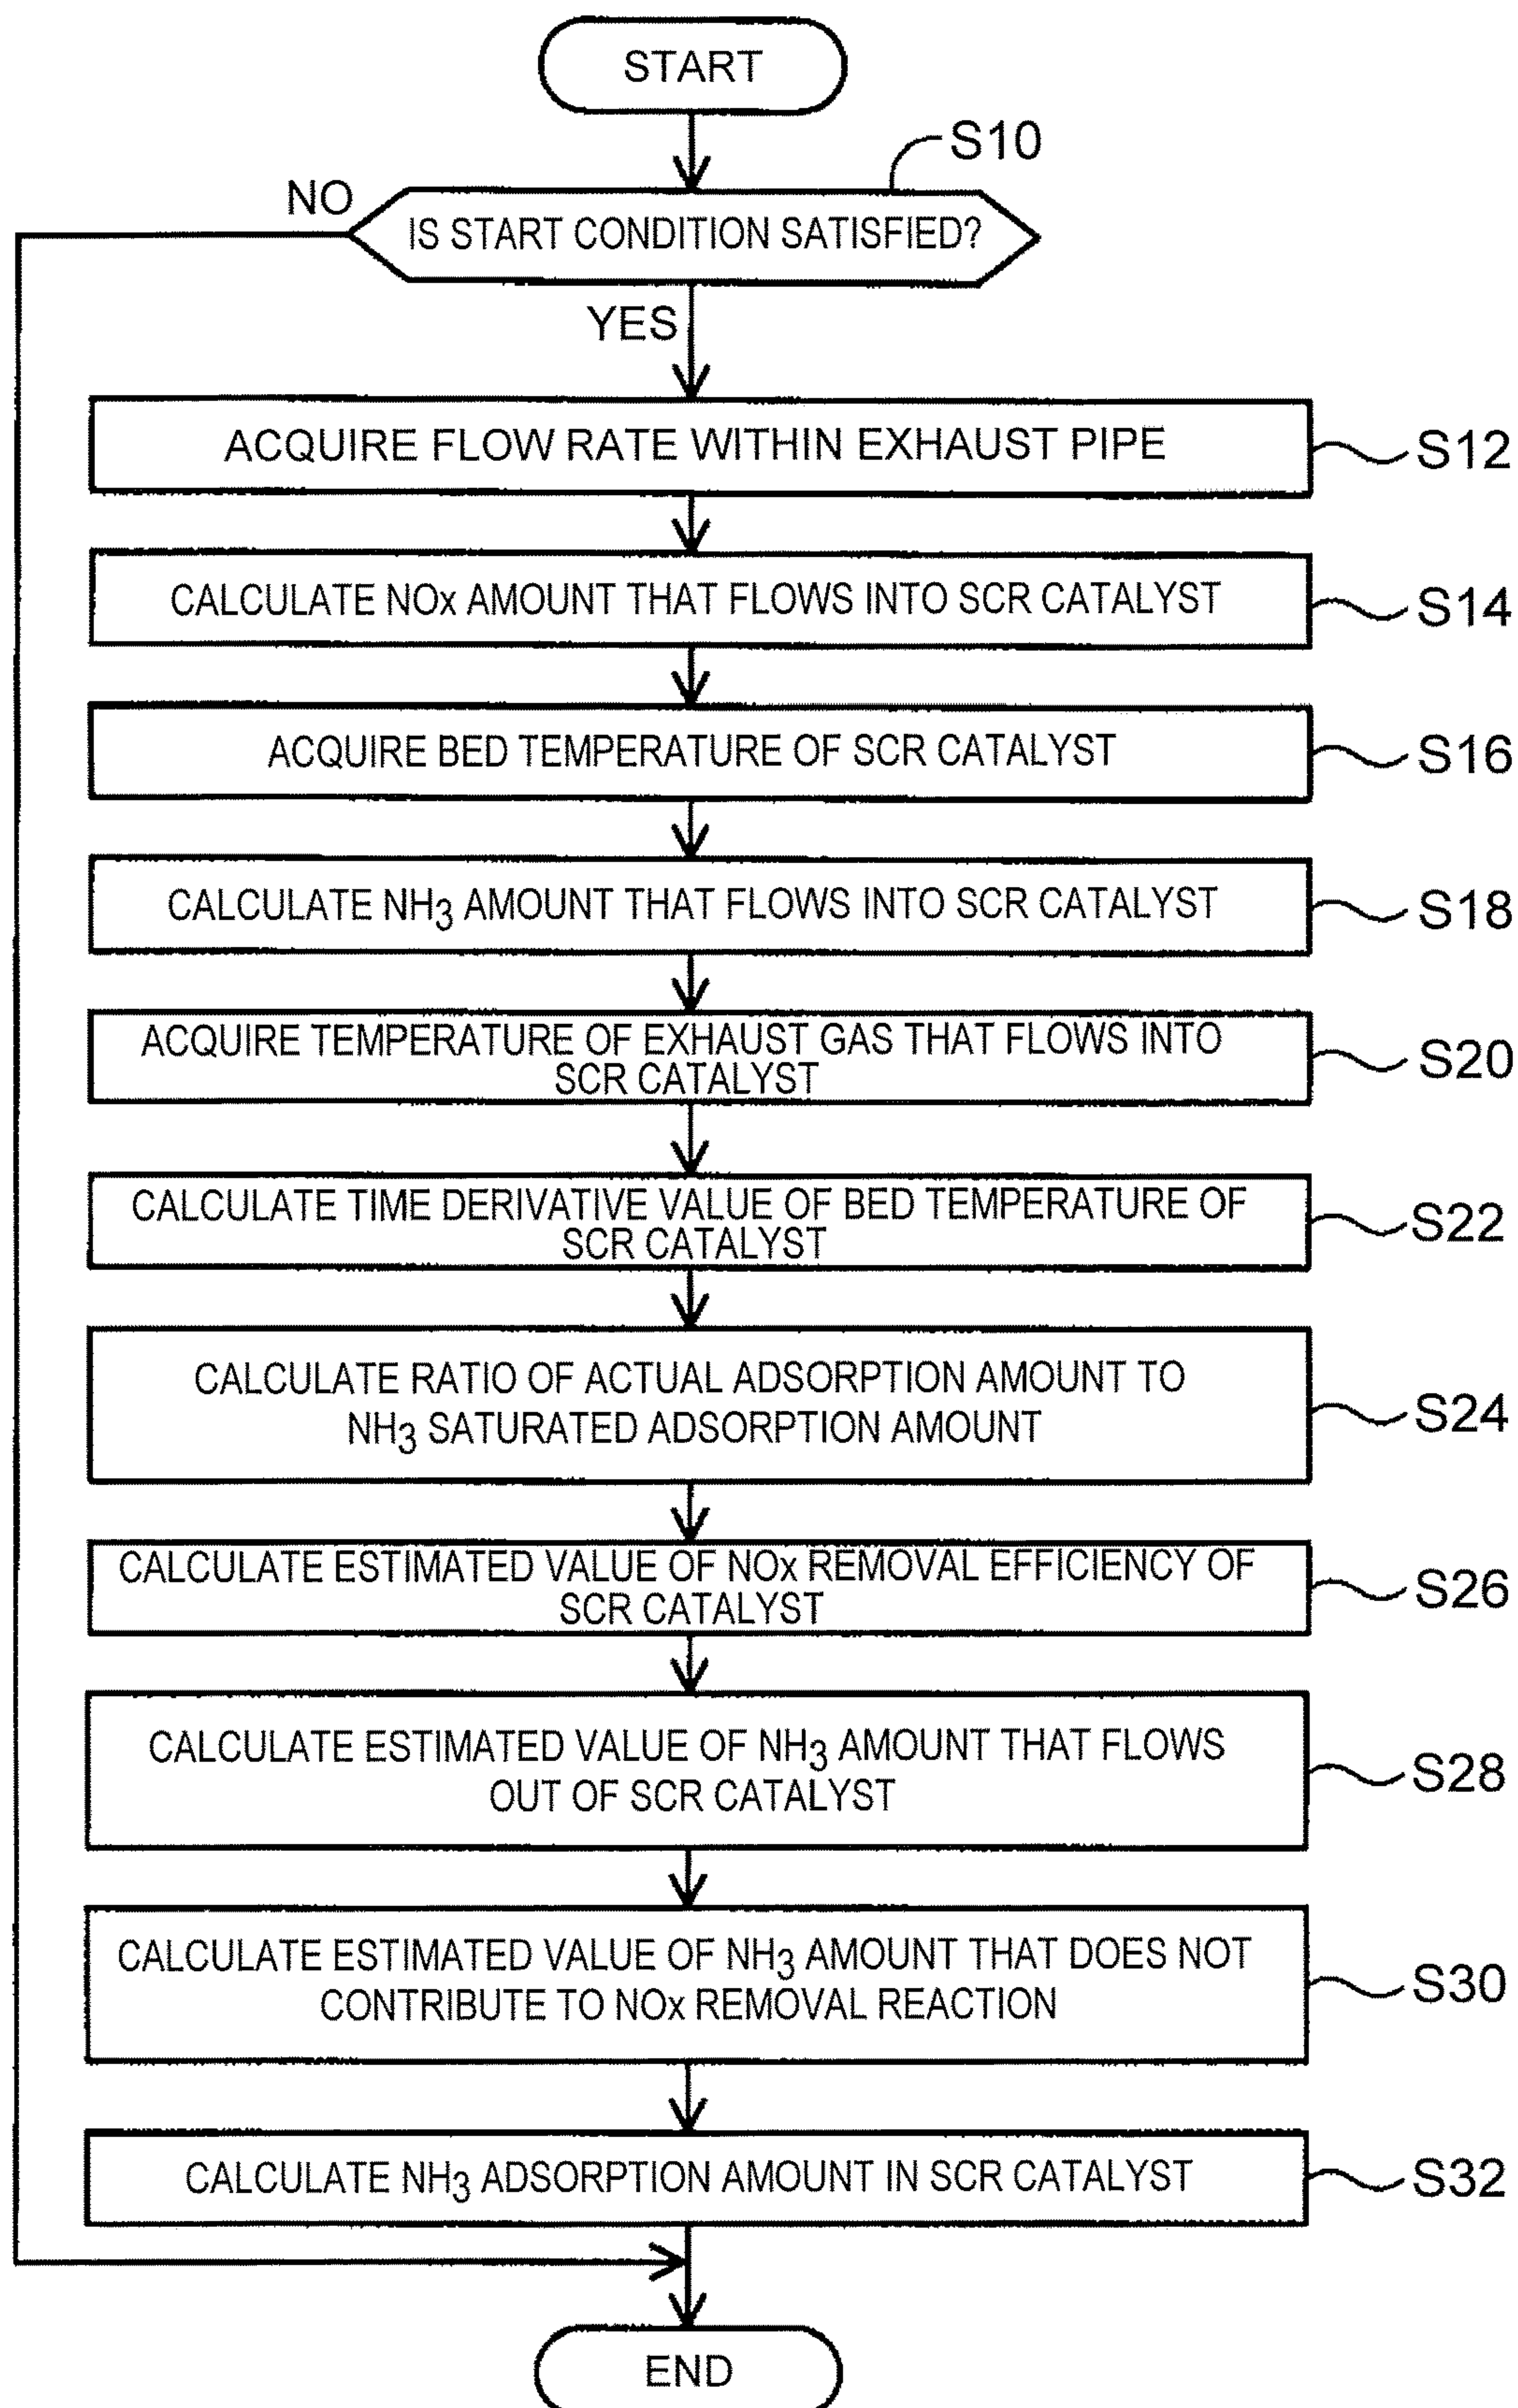 START
S10
NO
IS START CONDITION SATISFIED?
YES
ACQUIRE FLOW RATE WITHIN EXHAUST PIPE
S12
CALCULATE NOx AMOUNT THAT FLOWS INTO SCR CATALYST
S14
ACQUIRE BED TEMPERATURE OF SCR CATALYST
S16
CALCULATE NH3 AMOUNT THAT FLOWS INTO SCR CATALYST
S18
ACQUIRE TEMPERATURE OF EXHAUST GAS THAT FLOWS INTO
SCR CATALYST
S20
CALCULATE TIME DERIVATIVE VALUE OF BED TEMPERATURE OF
SCR CATALYST
S22
CALCULATE RATIO OF ACTUAL ADSORPTION AMOUNT TO
NH3 SATURATED ADSORPTION AMOUNT
S24
CALCULATE ESTIMATED VALUE OF NOx REMOVAL EFFICIENCY OF
SCR CATALYST
S26
CALCULATE ESTIMATED VALUE OF NH3 AMOUNT THAT FLOWS
OUT OF SCR CATALYST
S28
CALCULATE ESTIMATED VALUE OF NH3 AMOUNT THAT DOES NOT
CONTRIBUTE TO NOx REMOVAL REACTION
S30
CALCULATE NH3 ADSORPTION AMOUNT IN SCR CATALYST
S32
END